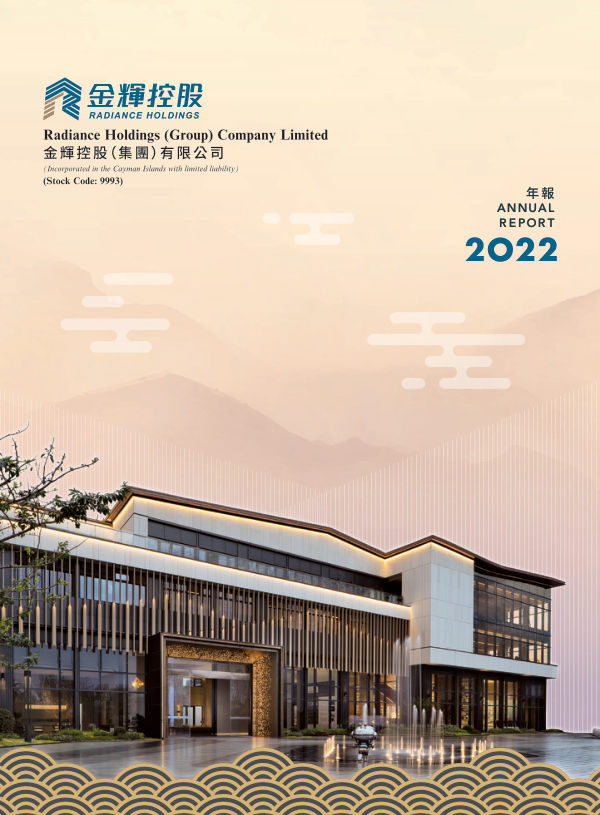 金輝控股
RADIANCE HOLDINGS
Radiance Holdings (Group) Company Limited
金輝控股(集團)有限公司
(Incorporated in the Cayman Islands with limited liability)
(Stock Code: 9993)
年報
ANNUAL
REPORT
2022